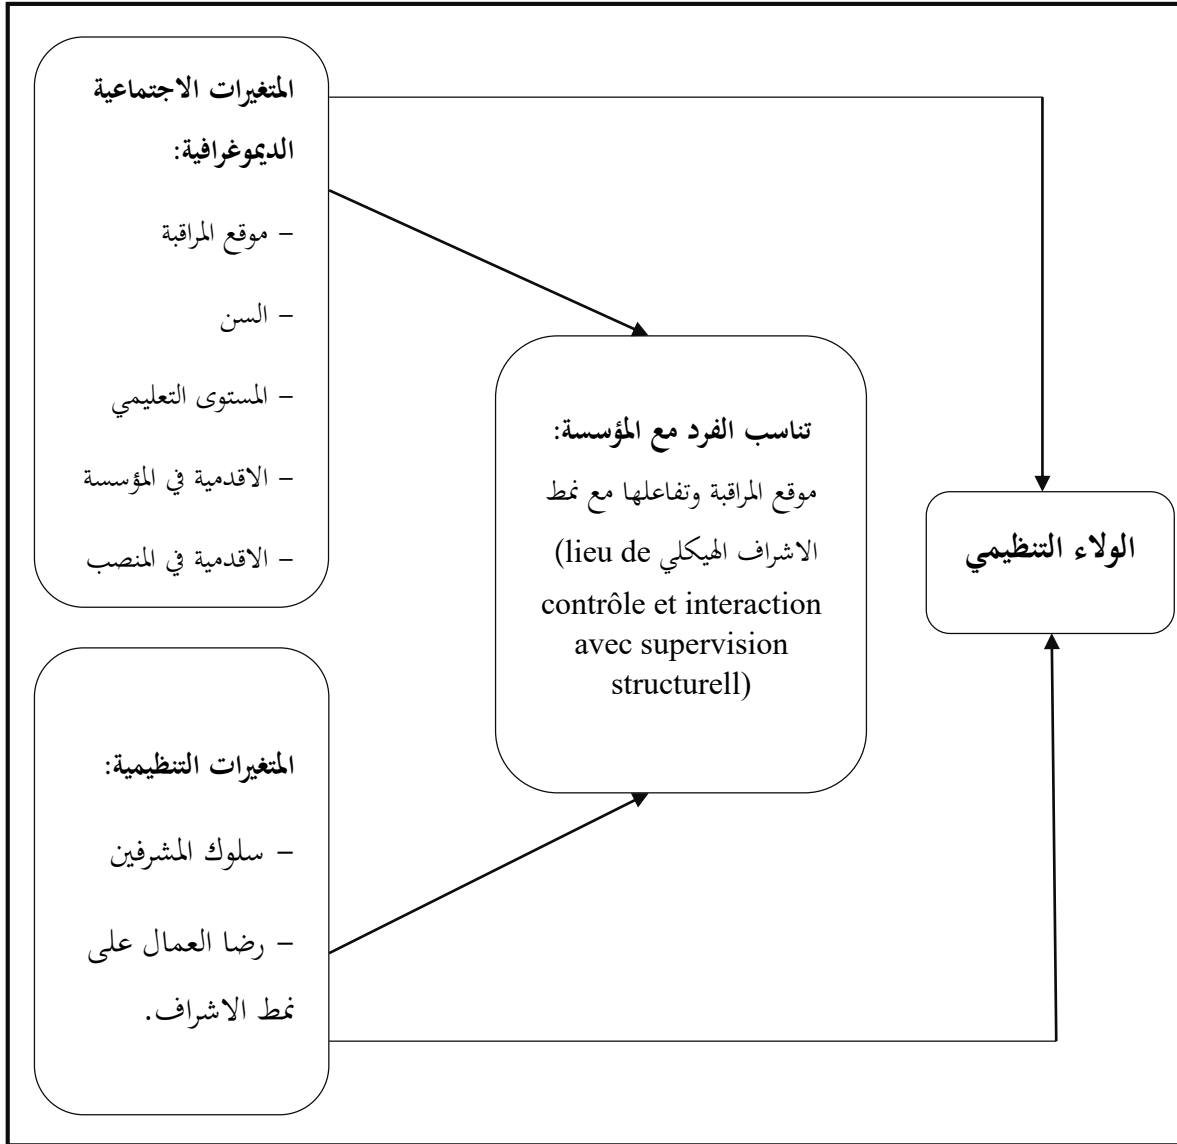 المتغيرات الاجتماعية
الديموغرافية:
– موقع المراقبة
– السن
– المستوى التعليمي
– الاقدمية في المؤسسة
– الاقدمية في المنصب
تناسب الفرد مع المؤسسة:
موقع المراقبة وتفاعلها مع نمط
الاشراف الهيكلي (lieu de
contrôle et interaction
avec supervision
structurell)
الولاء التنظيمي
المتغيرات التنظيمية:
– سلوك المشرفين
– رضا العمال على
نمط الاشراف.